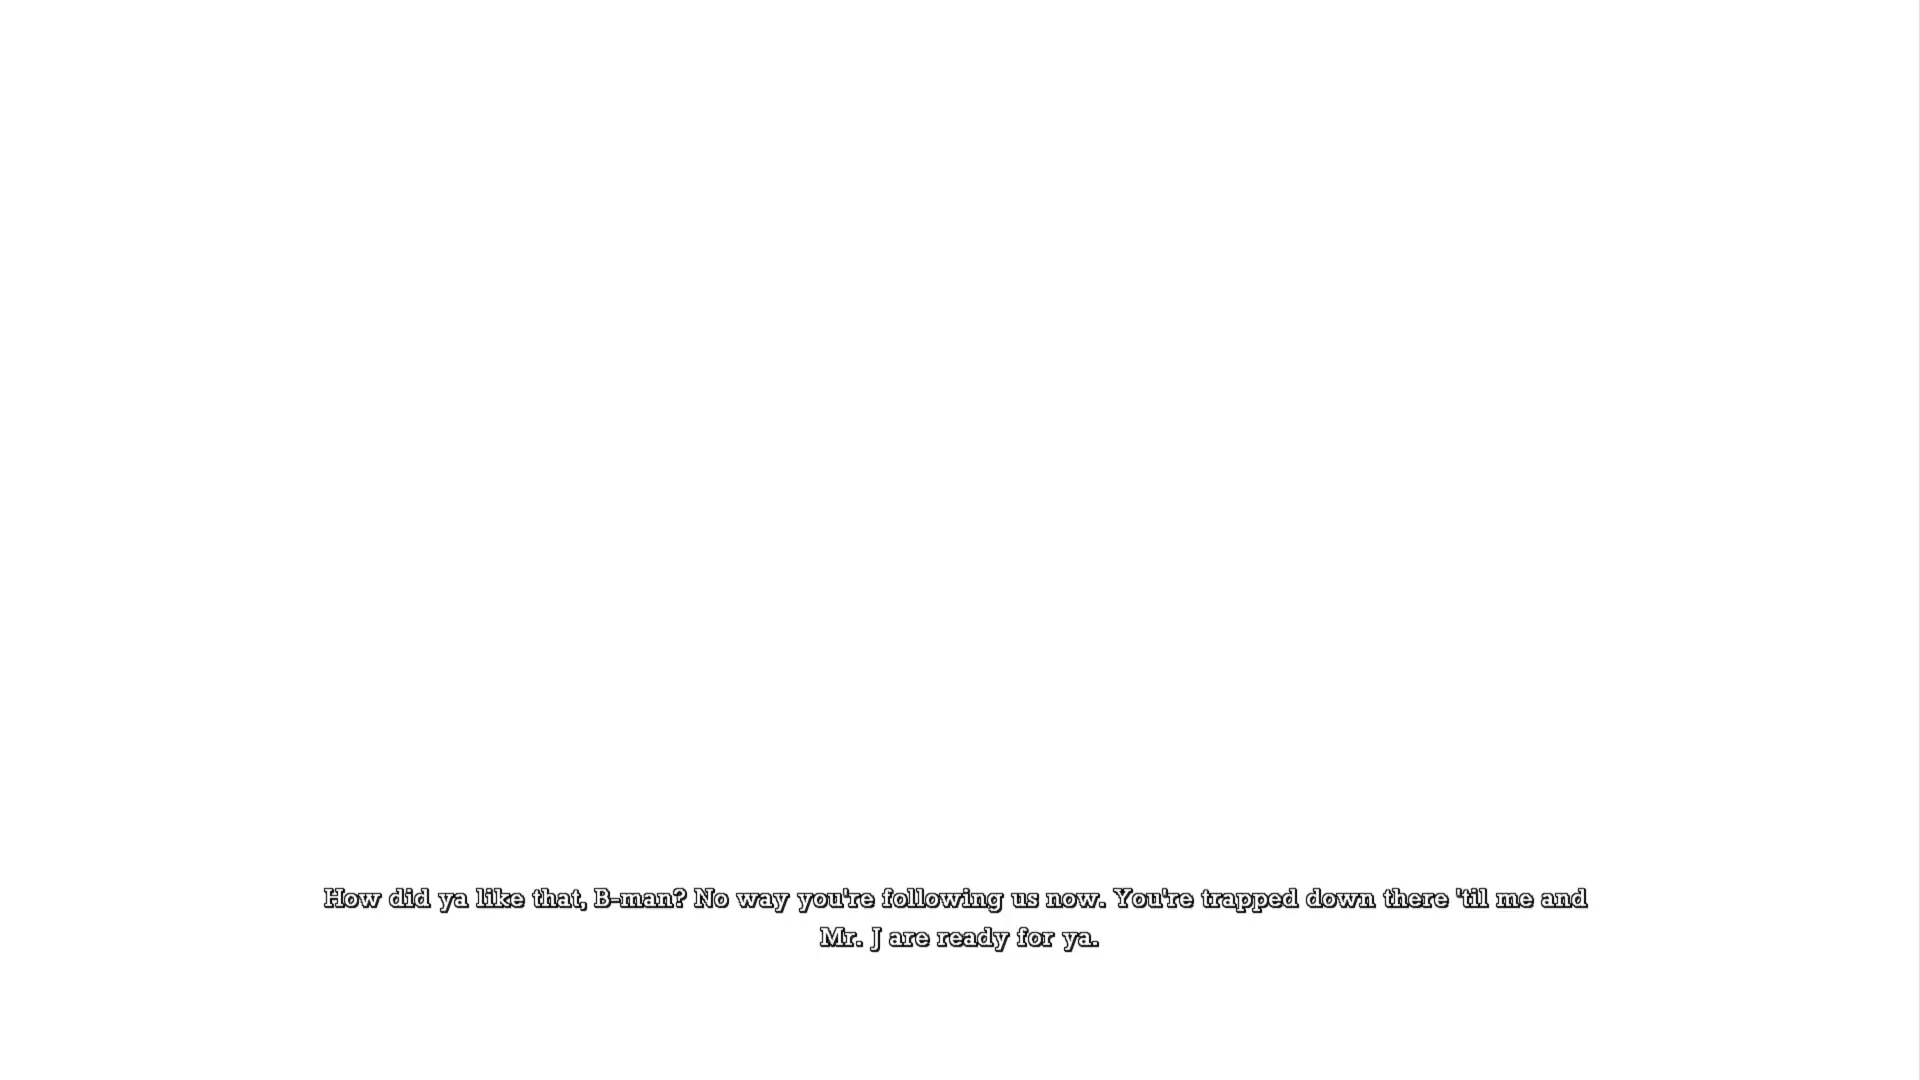 How did ya like that, B-man? No way you're following us now. You're trapped down there 'til me and
Mr. J are ready for ya.